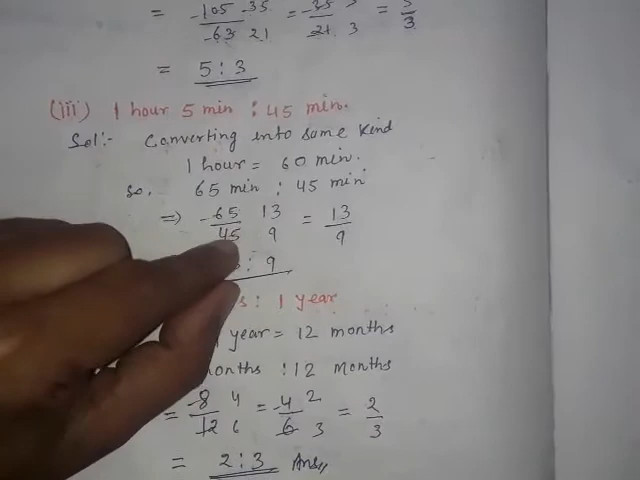 = -105 -35 / -63 21 = -35 / 21 3 = 5/3
= 5 : 3
(iii) 1 hour 5 min : 45 min.
Sol:- Converting into same kind
1 hour = 60 min.
so, 65 min : 45 min
=> 65 13 / 45 9 = 13/9
: 9
: 1 year
year = 12 months
months : 12 months
= 8 4 / 12 6 = 4 2 / 6 3 = 2/3
= 2 : 3 Ans,,